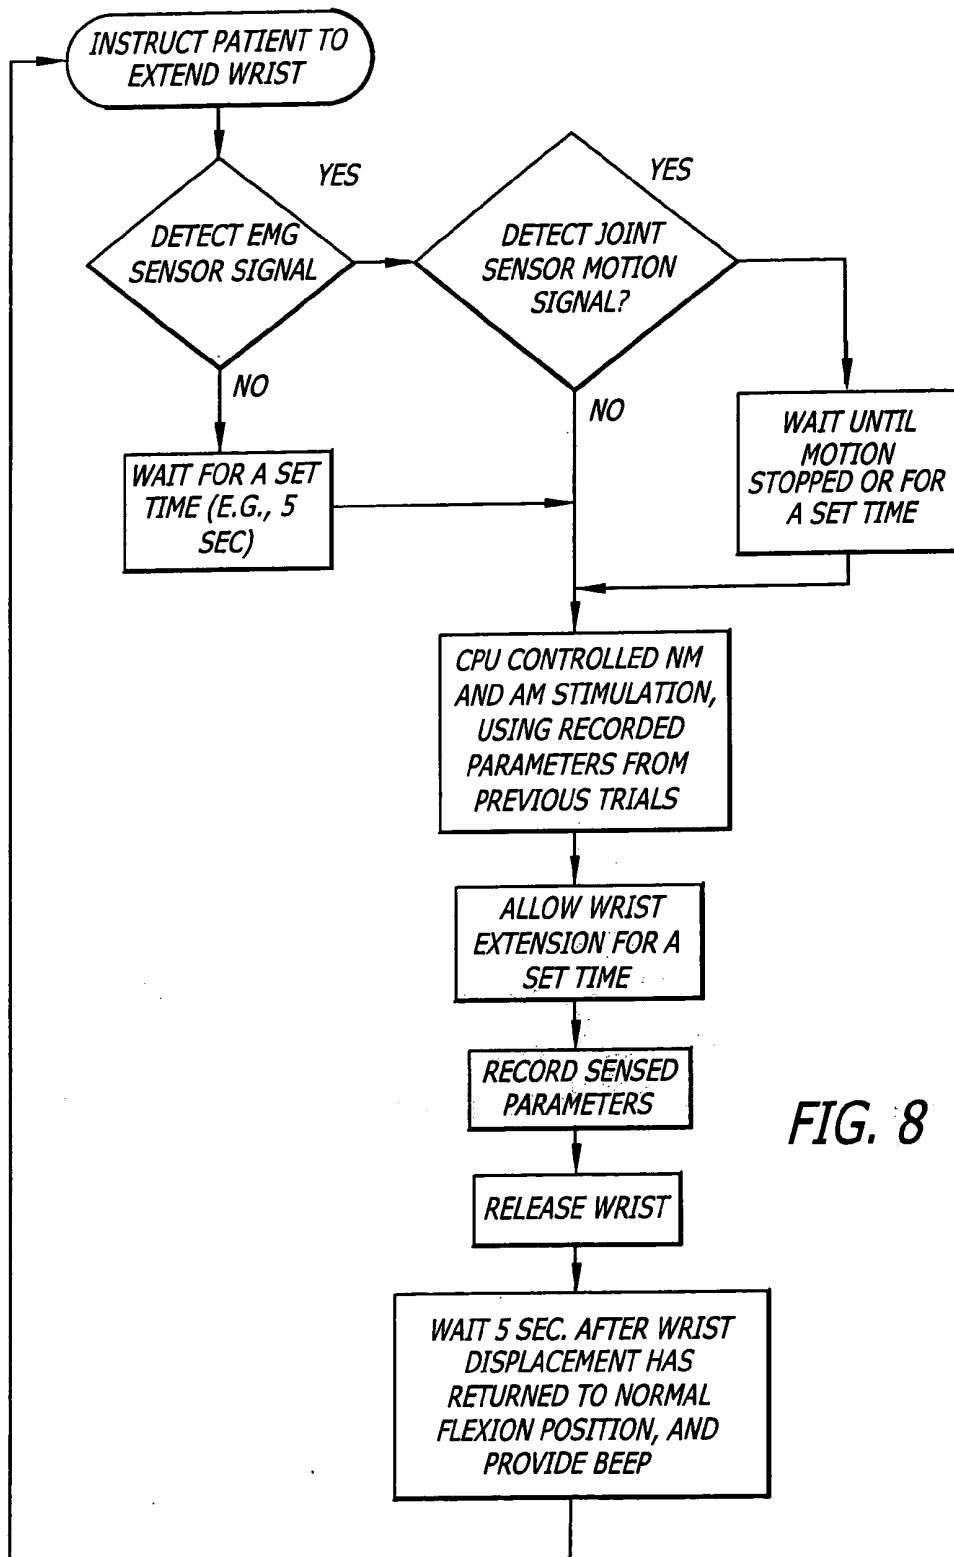 INSTRUCT PATIENT TO
EXTEND WRIST
YES
DETECT EMG
SENSOR SIGNAL
YES
DETECT JOINT
SENSOR MOTION
SIGNAL?
NO
WAIT FOR A SET
TIME (E.G., 5
SEC)
NO
WAIT UNTIL
MOTION
STOPPED OR FOR
A SET TIME
CPU CONTROLLED NM
AND AM STIMULATION,
USING RECORDED
PARAMETERS FROM
PREVIOUS TRIALS
ALLOW WRIST
EXTENSION FOR A
SET TIME
RECORD SENSED
PARAMETERS
FIG. 8
RELEASE WRIST
WAIT 5 SEC. AFTER WRIST
DISPLACEMENT HAS
RETURNED TO NORMAL
FLEXION POSITION, AND
PROVIDE BEEP